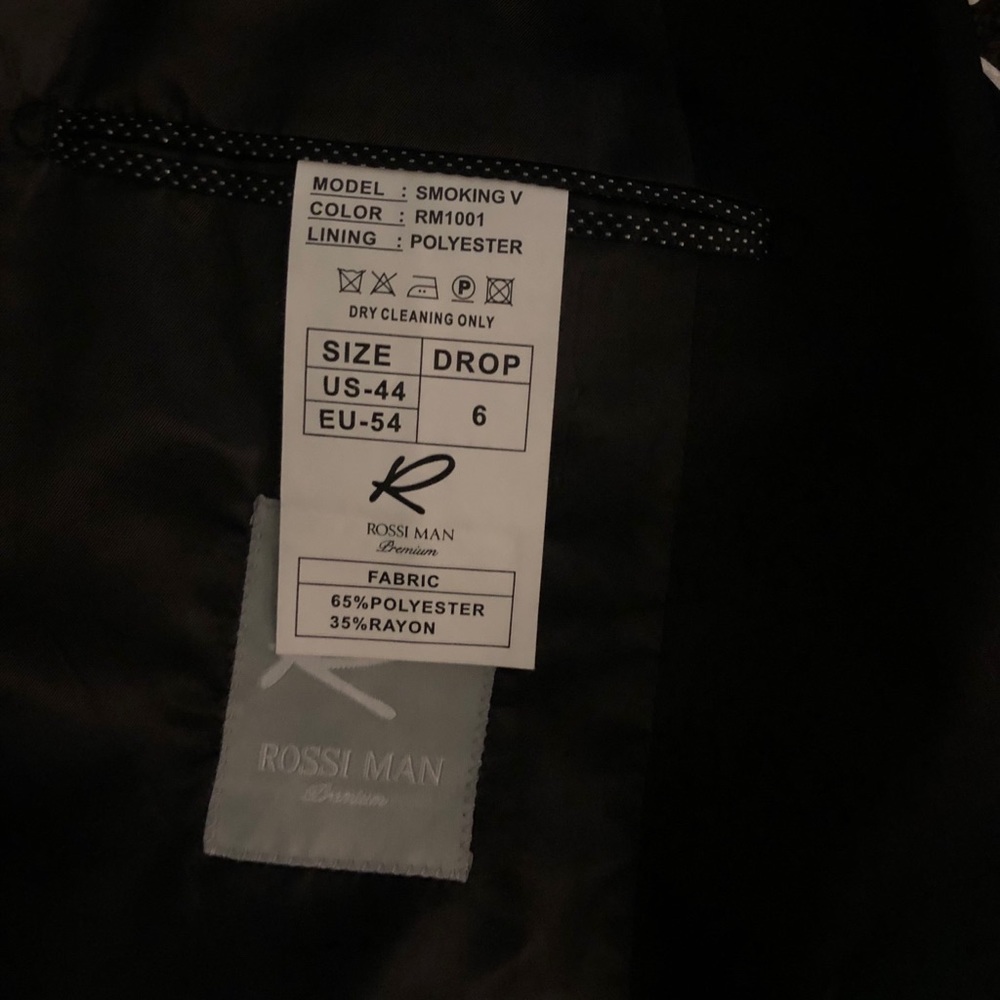 MODEL : SMOKING V
COLOR : RM1001
LINING : POLYESTER
P
DRY CLEANING ONLY
SIZE DROP
US-44
EU-54
6
R
ROSSI MAN
Premium
FABRIC
65%POLYESTER
35%RAYON
R
ROSSI MAN
Premium